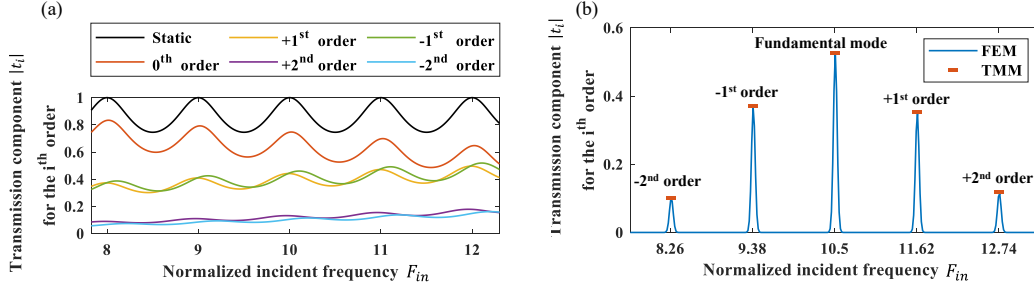 (a)
Static
+1st order
-1st order
0th order
+2nd order
-2nd order
Transmission component |ti|
for the ith order
1
0.8
0.6
0.4
0.2
0
8
9
10
11
12
Normalized incident frequency Fin
(b)
Transmission component |ti|
for the ith order
0.6
0.4
0.2
0
Fundamental mode
-1st order
+1st order
-2nd order
+2nd order
FEM
TMM
8.26
9.38
10.5
11.62
12.74
Normalized incident frequency Fin